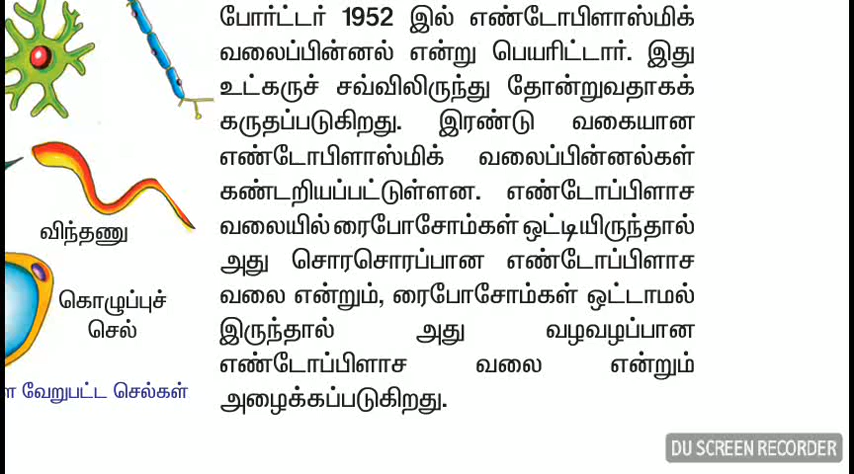 போர்ட்டர் 1952 இல் எண்டோபிளாஸ்மிக்
வலைப்பின்னல் என்று பெயரிட்டார். இது
உட்கருச் சவ்விலிருந்து தோன்றுவதாகக்
கருதப்படுகிறது. இரண்டு வகையான
எண்டோபிளாஸ்மிக் வலைப்பின்னல்கள்
கண்டறியப்பட்டுள்ளன. எண்டோப்பிளாச
வலையில் ரைபோசோம்கள் ஒட்டியிருந்தால்
அது சொரசொரப்பான எண்டோப்பிளாச
வலை என்றும், ரைபோசோம்கள் ஒட்டாமல்
இருந்தால் அது வழவழப்பான
எண்டோப்பிளாச வலை என்றும்
அழைக்கப்படுகிறது.
விந்தணு
கொழுப்புச்
செல்
வேறுபட்ட செல்கள்
DU SCREEN RECORDER